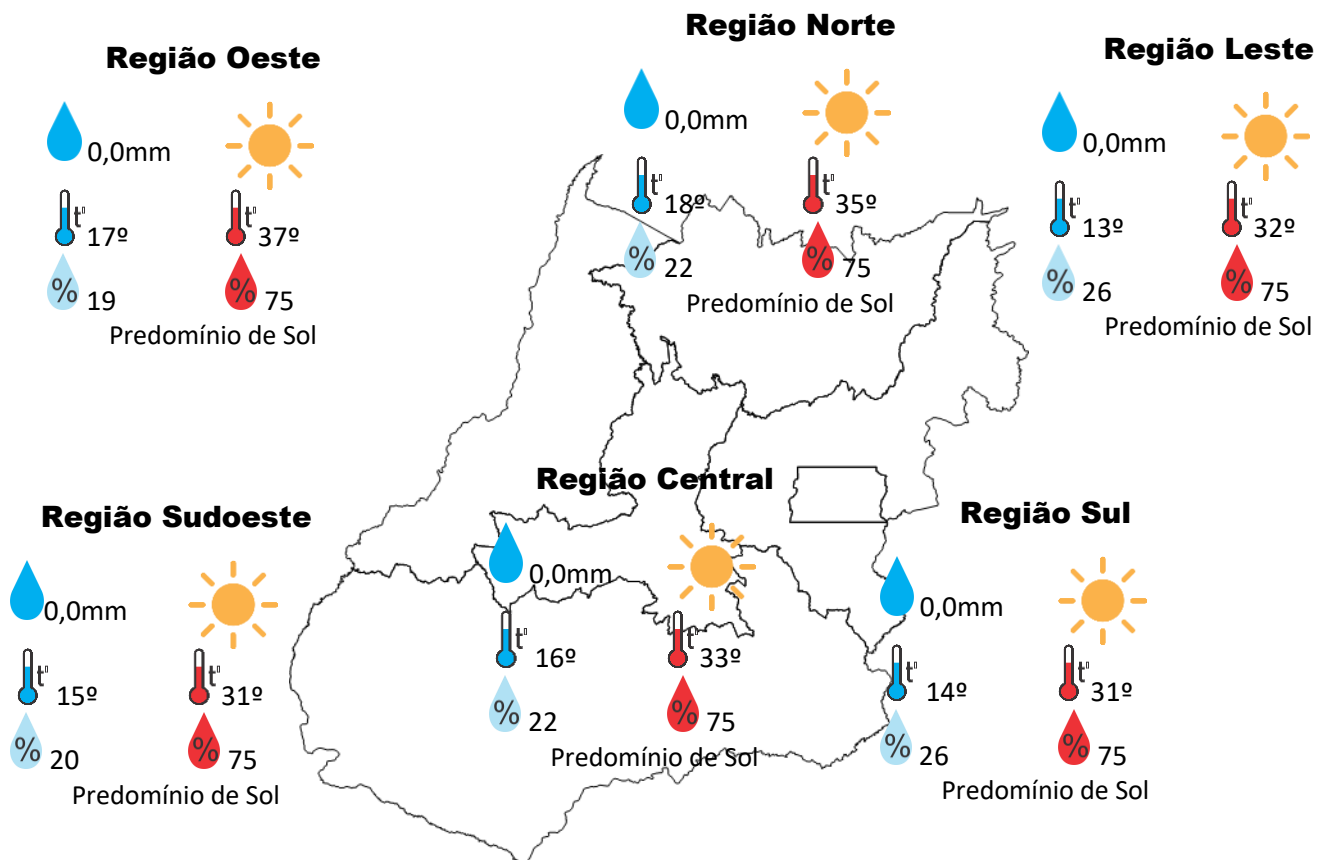 Região Oeste
0,0mm
t°
17º
t°
37º
% 19
% 75
Predomínio de Sol
Região Norte
0,0mm
t°
18º
t°
35º
% 22
% 75
Predomínio de Sol
Região Leste
0,0mm
t°
13º
t°
32º
% 26
% 75
Predomínio de Sol
Região Sudoeste
0,0mm
t°
15º
t°
31º
% 20
% 75
Predomínio de Sol
Região Central
0,0mm
t°
16º
t°
33º
% 22
% 75
Predomínio de Sol
Região Sul
0,0mm
t°
14º
t°
31º
% 26
% 75
Predomínio de Sol